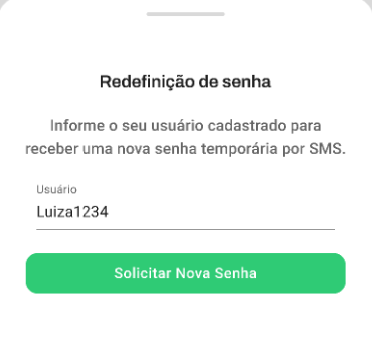 Redefinição de senha
Informe o seu usuário cadastrado para
receber uma nova senha temporária por SMS.
Usuário
Luiza1234
Solicitar Nova Senha